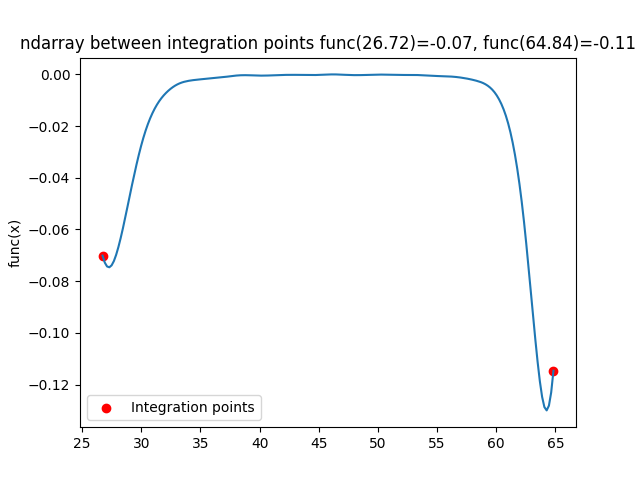 ndarray between integration points func(26.72)=-0.07, func(64.84)=-0.11
0.00
−0.02
−0.04
−0.06
−0.08
−0.10
−0.12
func(x)
Integration points
25 30 35 40 45 50 55 60 65